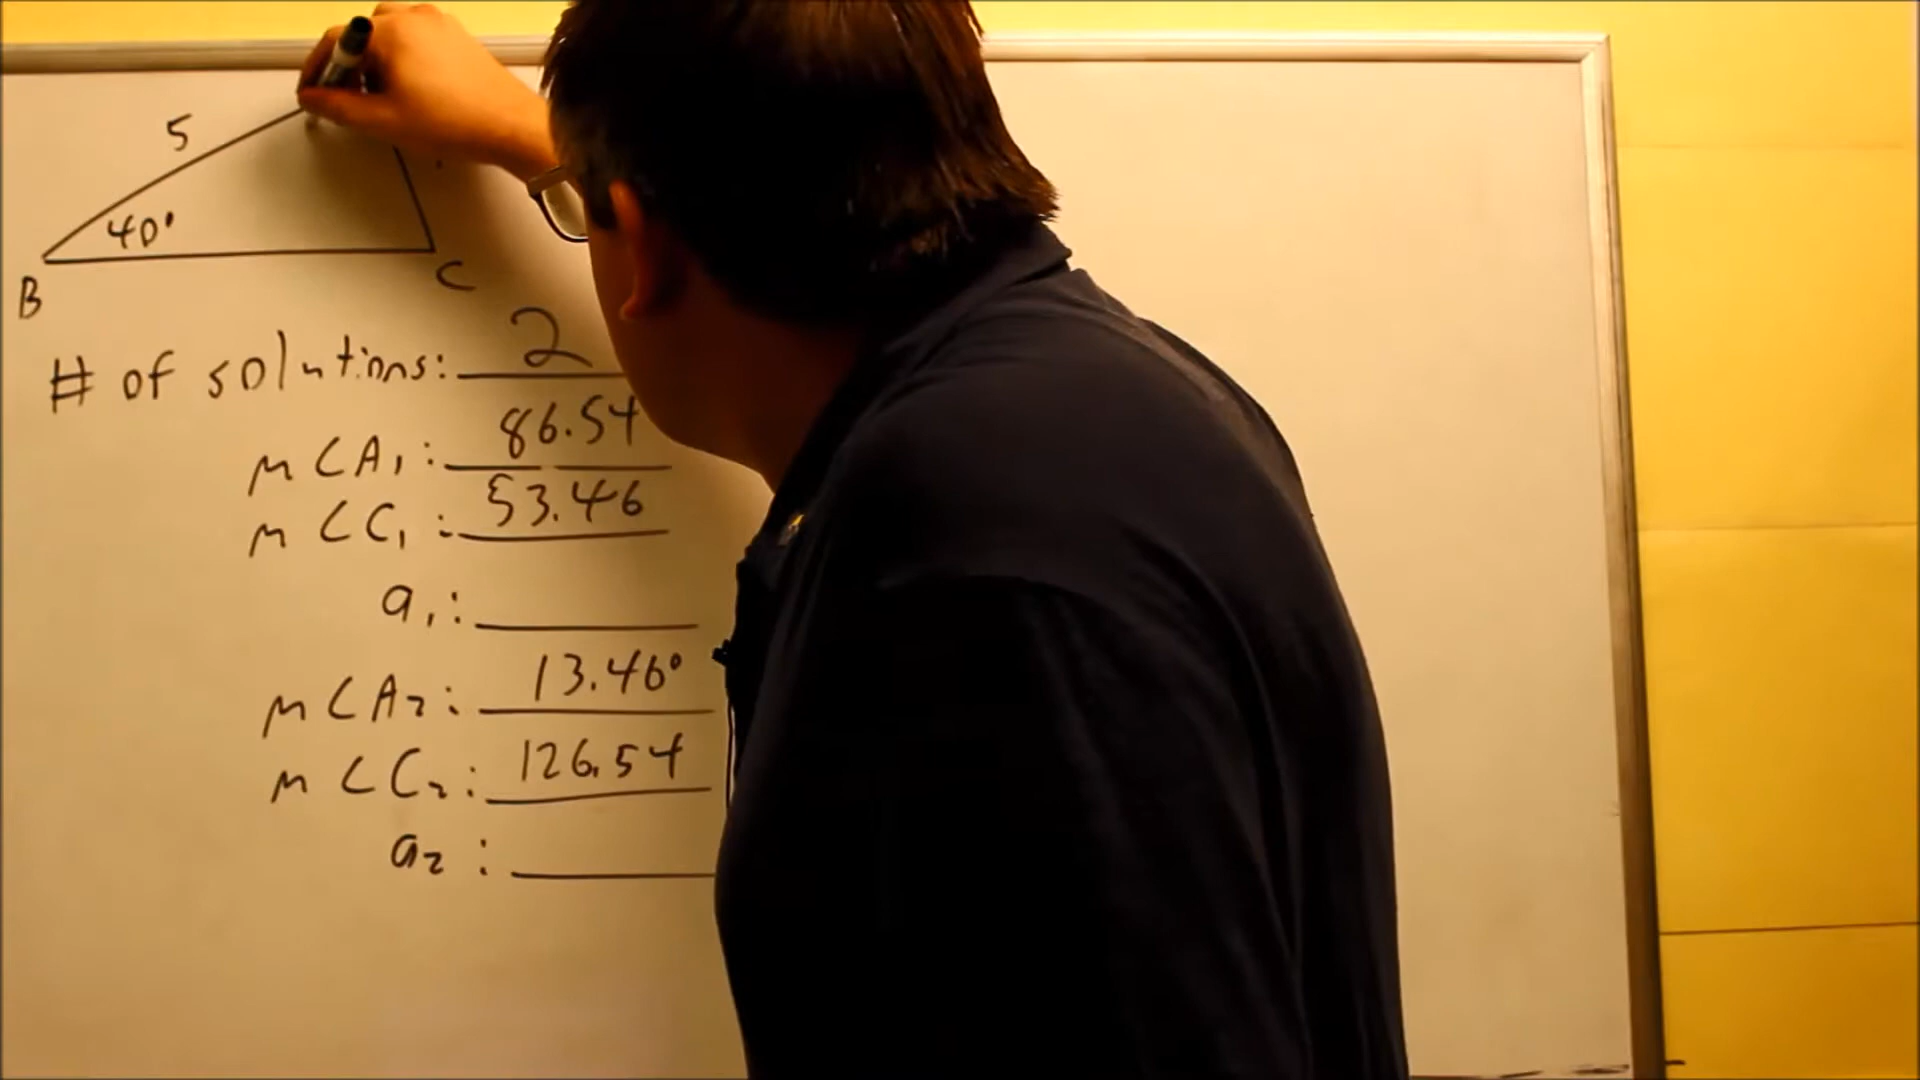 5
40°
B
C
# of solutions: 2
m<A₁: 86.54
m<C₁: 53.46
a₁:
m<A₂: 13.46°
m<C₂: 126.54
a₂: